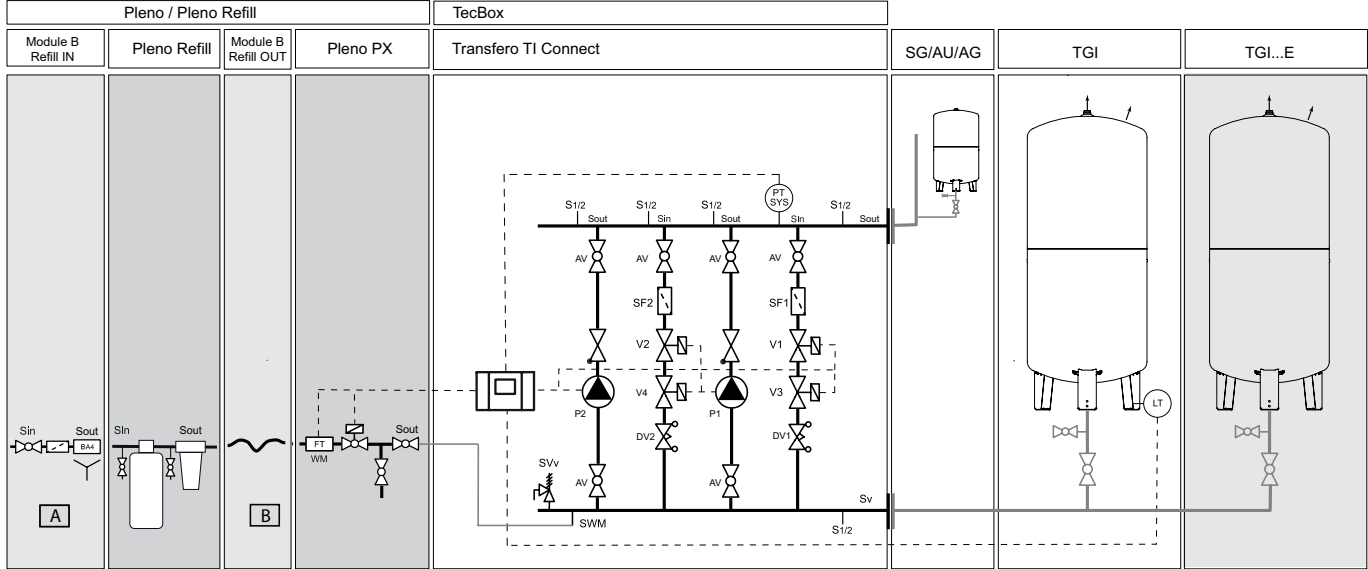 Pleno / Pleno Refill
TecBox
Module B
Refill IN
Pleno Refill
Module B
Refill OUT
Pleno PX
Transfero TI Connect
SG/AU/AG
TGI
TGI...E
PT
SYS
S1/2
S1/2
S1/2
S1/2
Sout
Sin
Sout
SIn
Sout
AV
AV
AV
AV
SF2
SF1
V2
V1
V4
V3
P2
P1
LT
DV2
DV1
Sin
Sout
BA4
SIn
Sout
FT
WM
Sout
SVv
AV
AV
Sv
A
B
SWM
S1/2